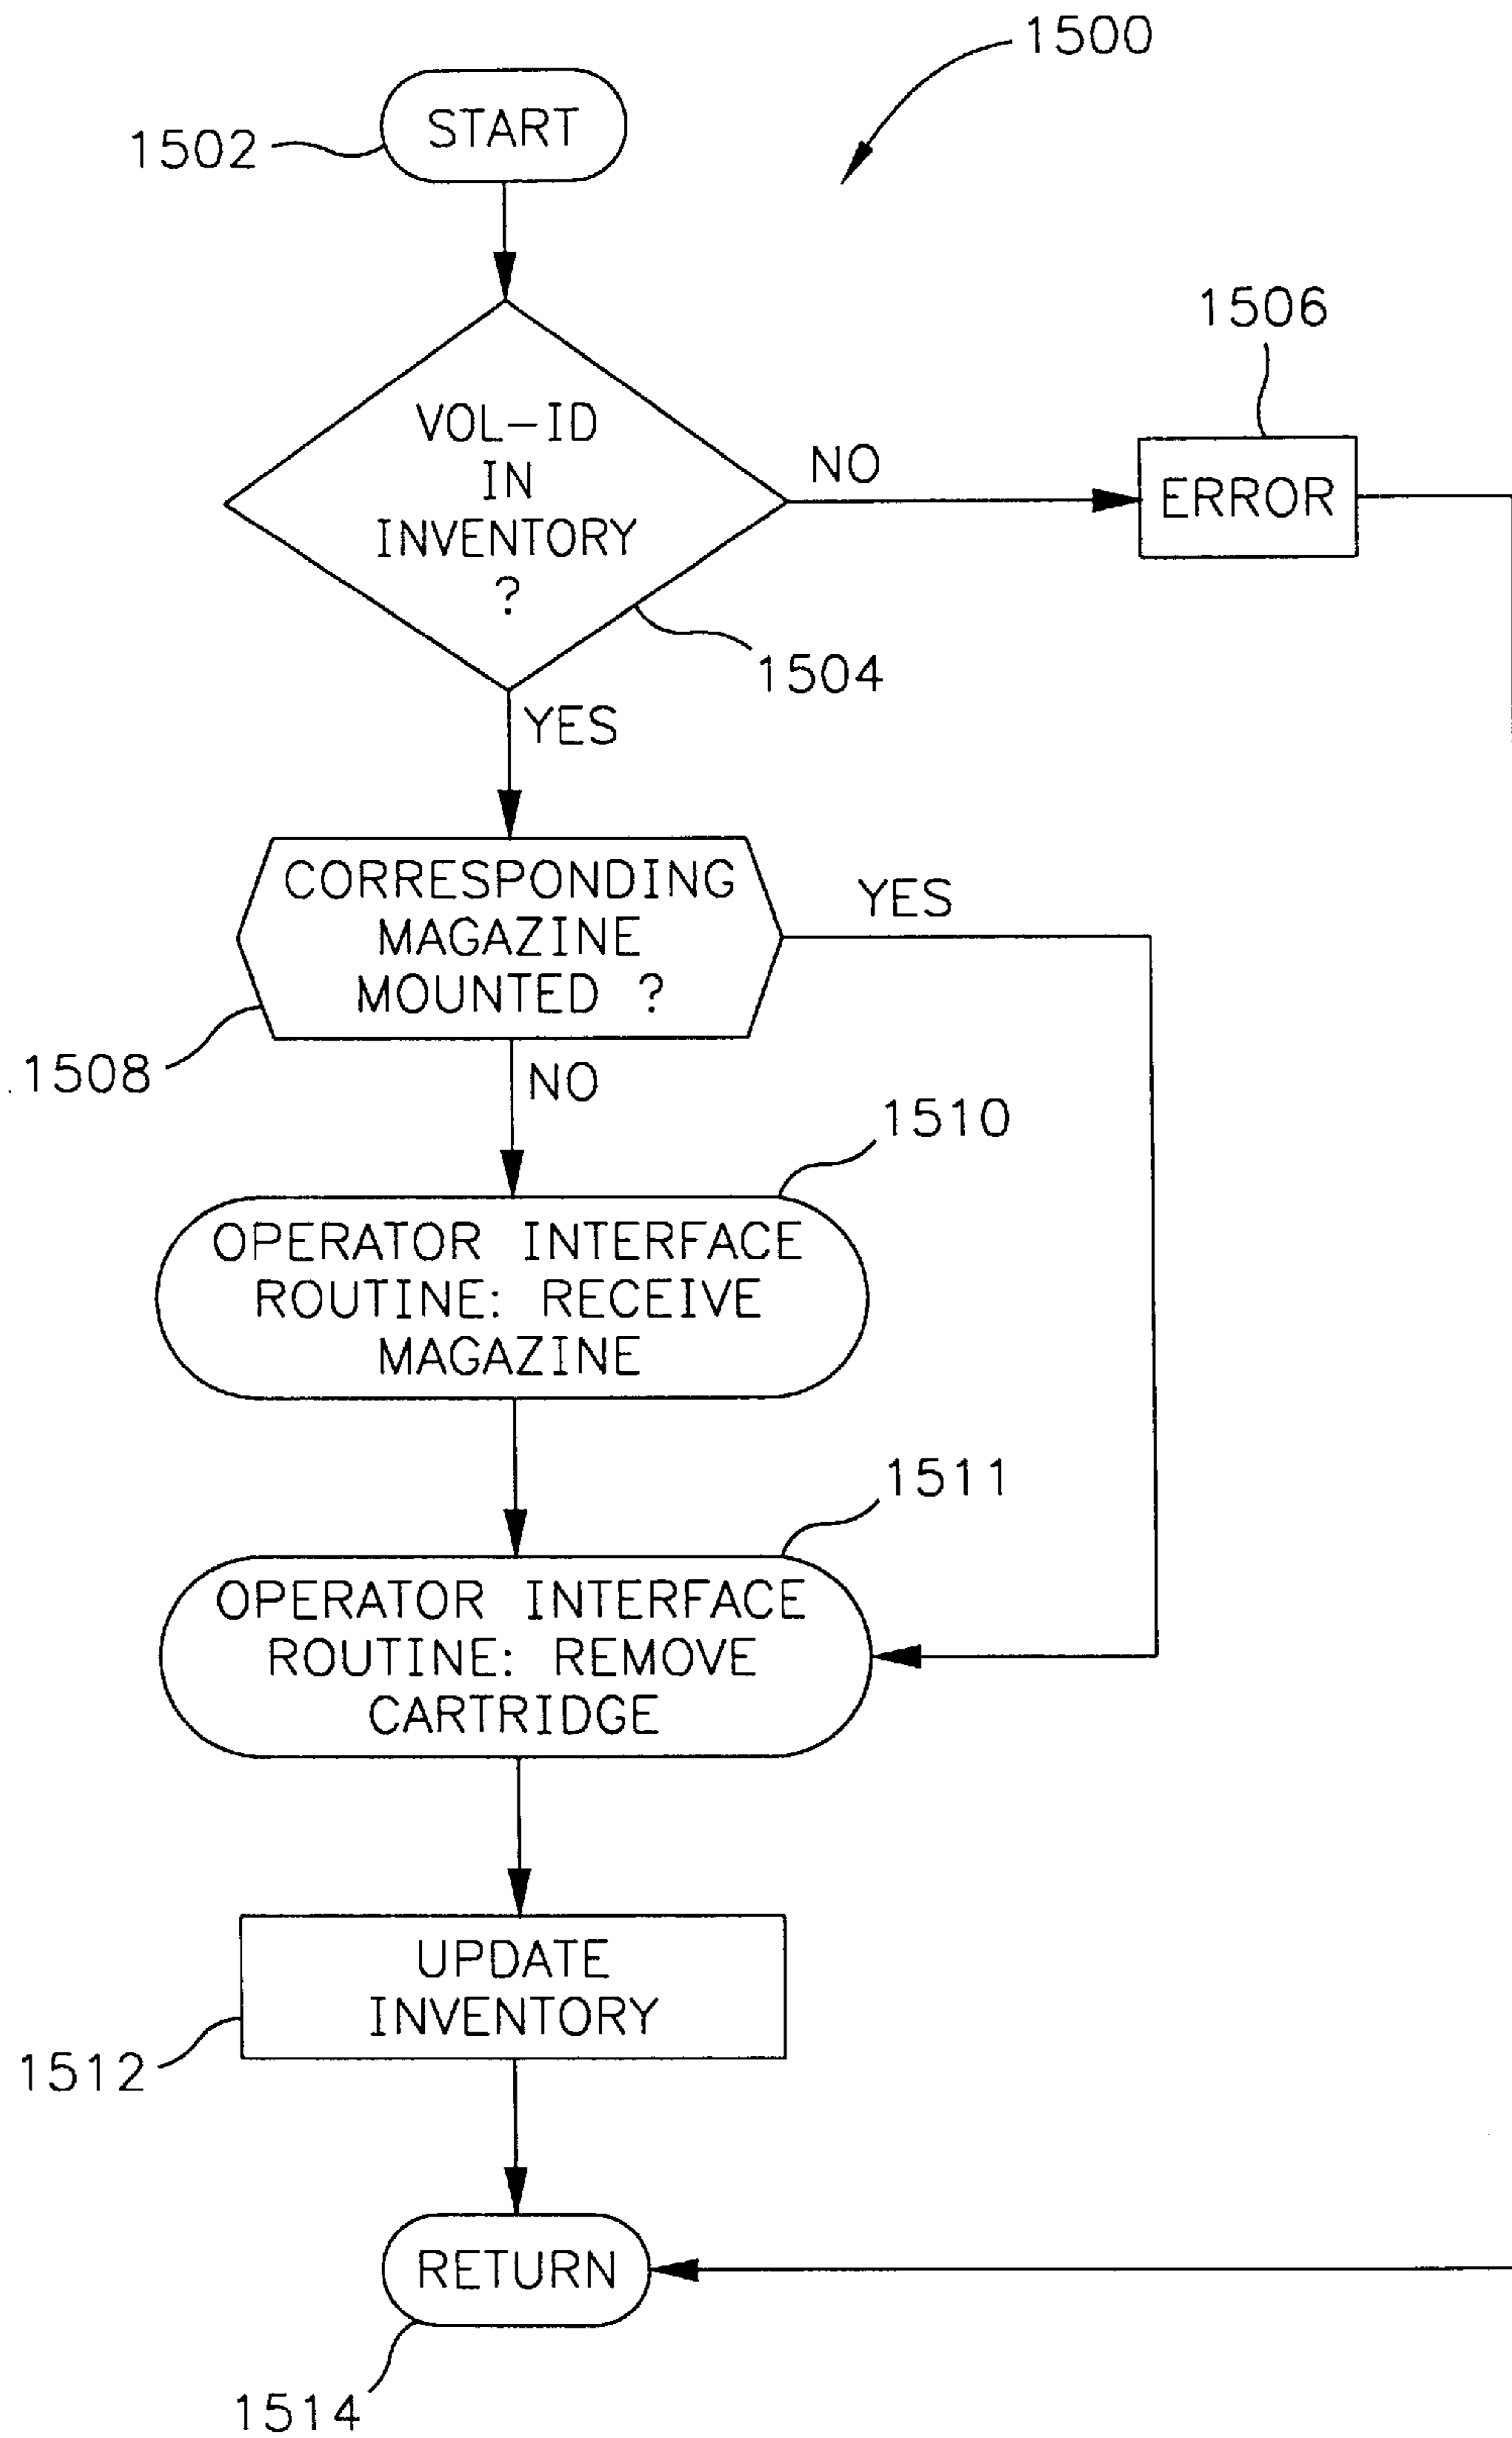 1500
START
1502
1506
VOL-ID
IN
INVENTORY
?
NO
ERROR
1504
YES
CORRESPONDING
MAGAZINE
MOUNTED ?
YES
1508
NO
1510
OPERATOR INTERFACE
ROUTINE: RECEIVE
MAGAZINE
1511
OPERATOR INTERFACE
ROUTINE: REMOVE
CARTRIDGE
UPDATE
INVENTORY
1512
RETURN
1514